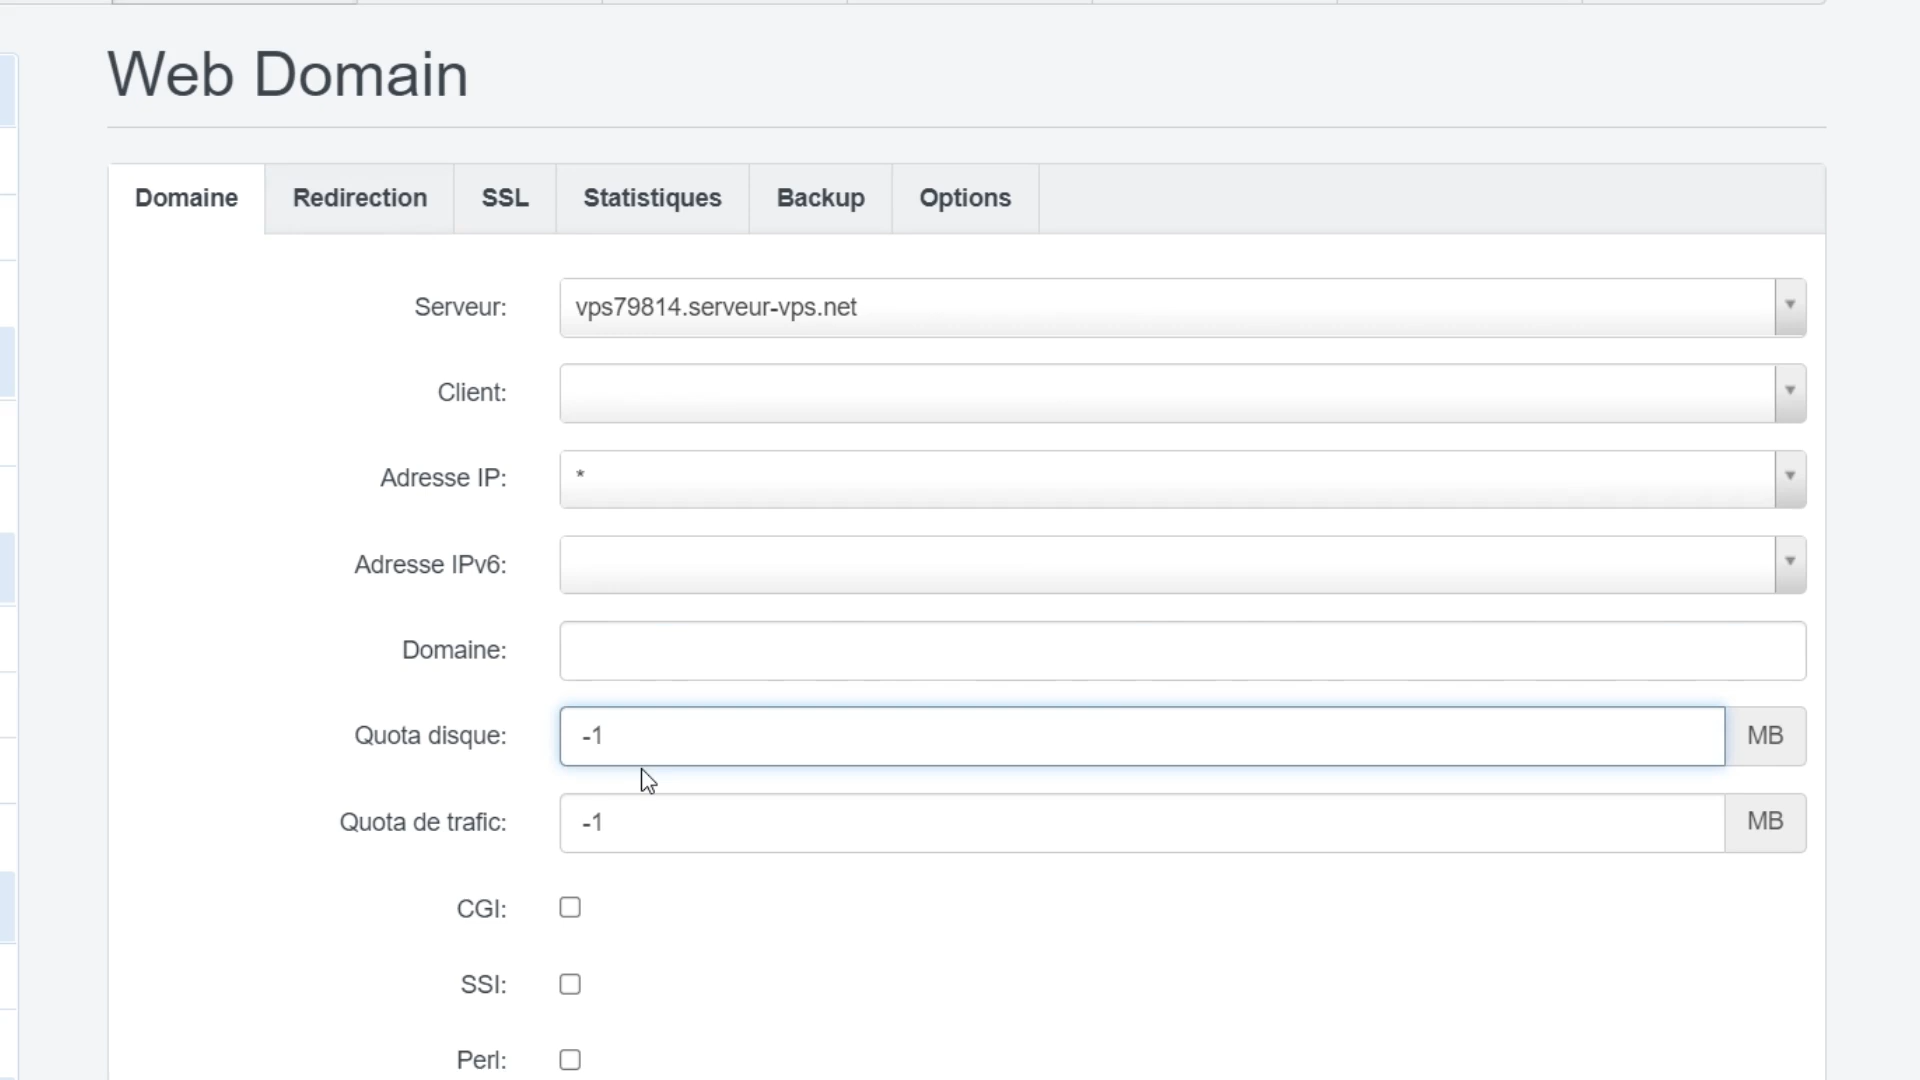 Web Domain
Domaine Redirection SSL Statistiques Backup Options
Serveur: vps79814.serveur-vps.net
Client:
Adresse IP: *
Adresse IPv6:
Domaine:
Quota disque: -1 MB
Quota de trafic: -1 MB
CGI:
SSI:
Perl: